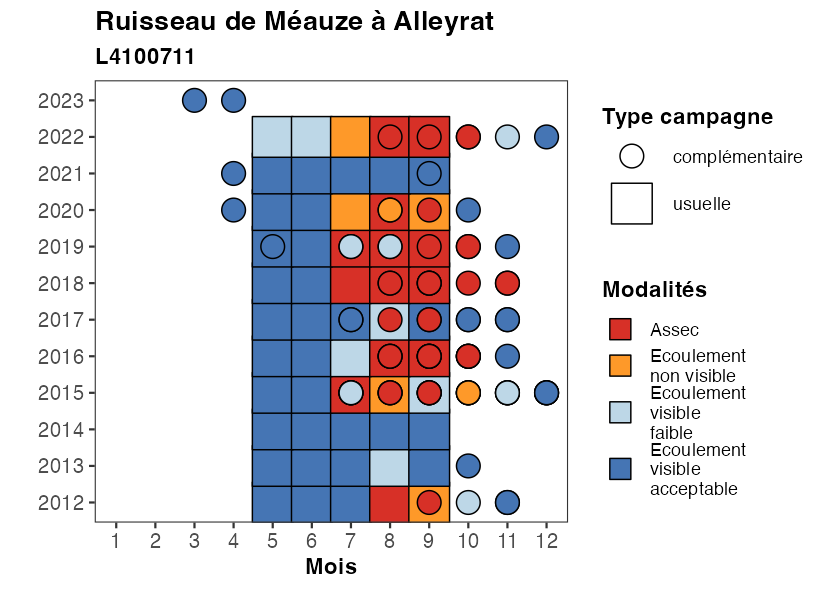 Ruisseau de Méauze à Alleyrat
L4100711
2023
2022
2021
2020
2019
2018
2017
2016
2015
2014
2013
2012
1 2 3 4 5 6 7 8 9 10 11 12
Mois
Type campagne
complémentaire
usuelle
Modalités
Assec
Ecoulement
non visible
Ecoulement
visible
faible
Ecoulement
visible
acceptable